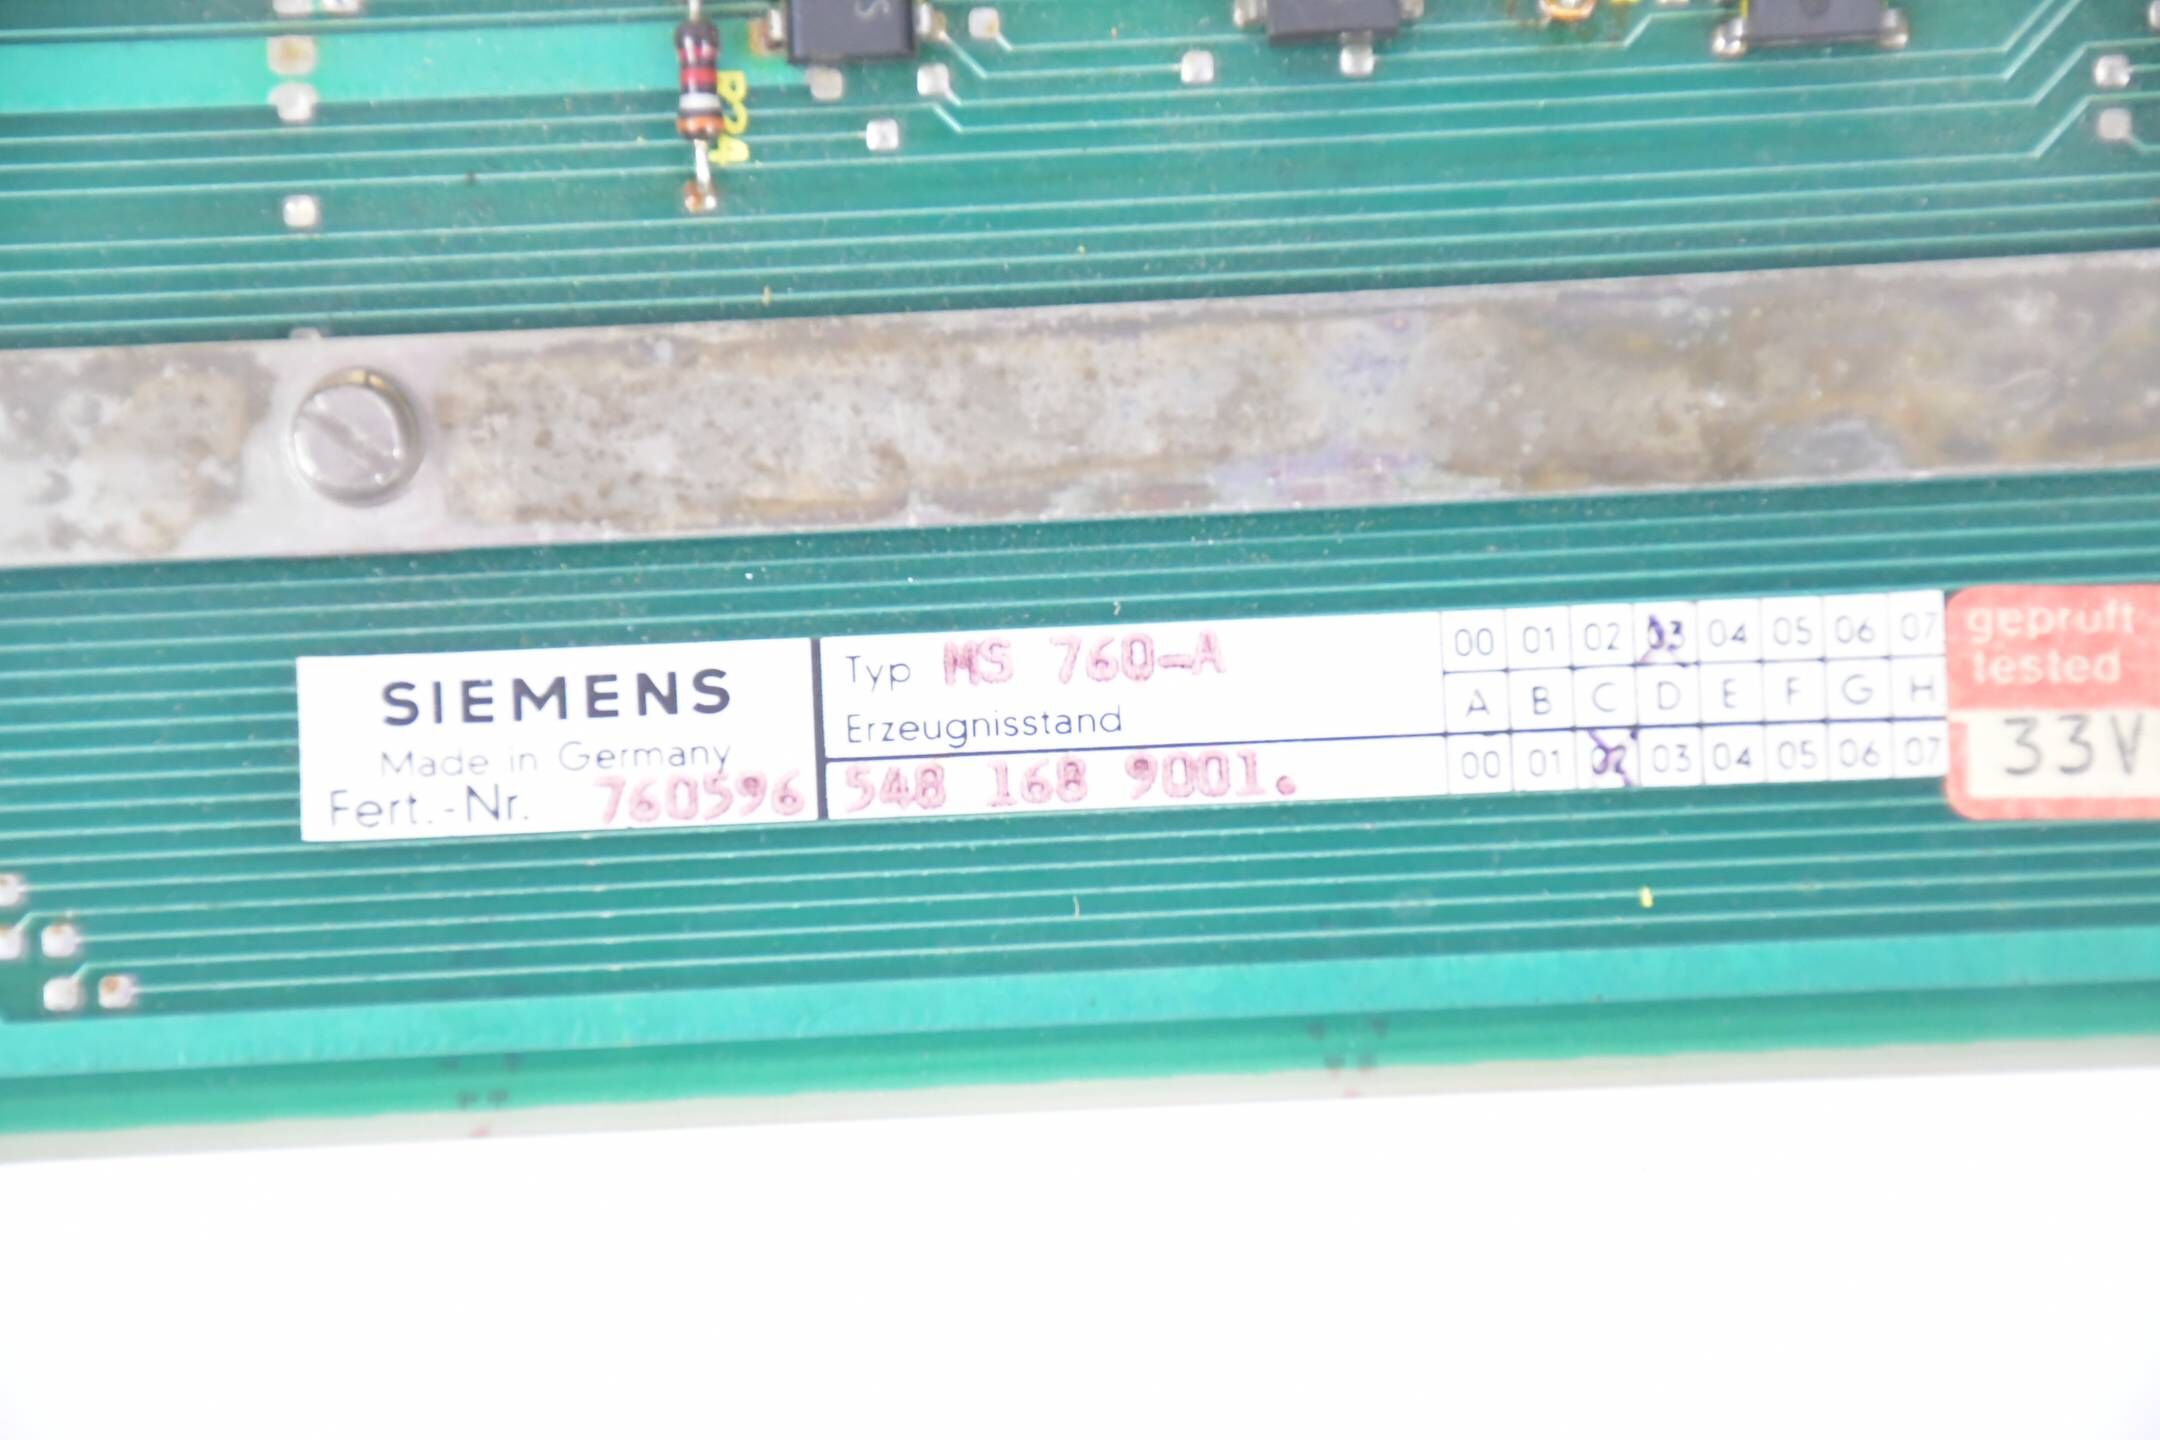 S
R24
SIEMENS
Made in Germany
Fert.-Nr. 760596
Typ MS 760-A
Erzeugnisstand
548 168 9001.
00 01 02 03 04 05 06 07
A B C D E F G H
00 01 02 03 04 05 06 07
geprüft
tested
33V